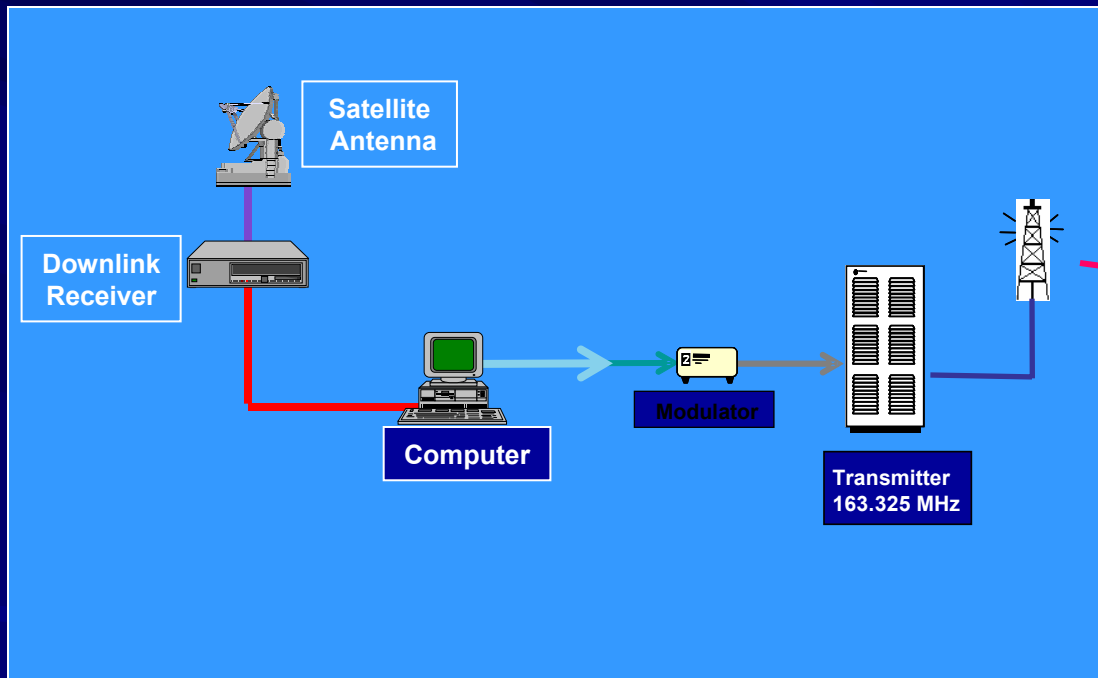 Satellite
Antenna
Downlink
Receiver
Computer
Modulator
Transmitter
163.325 MHz